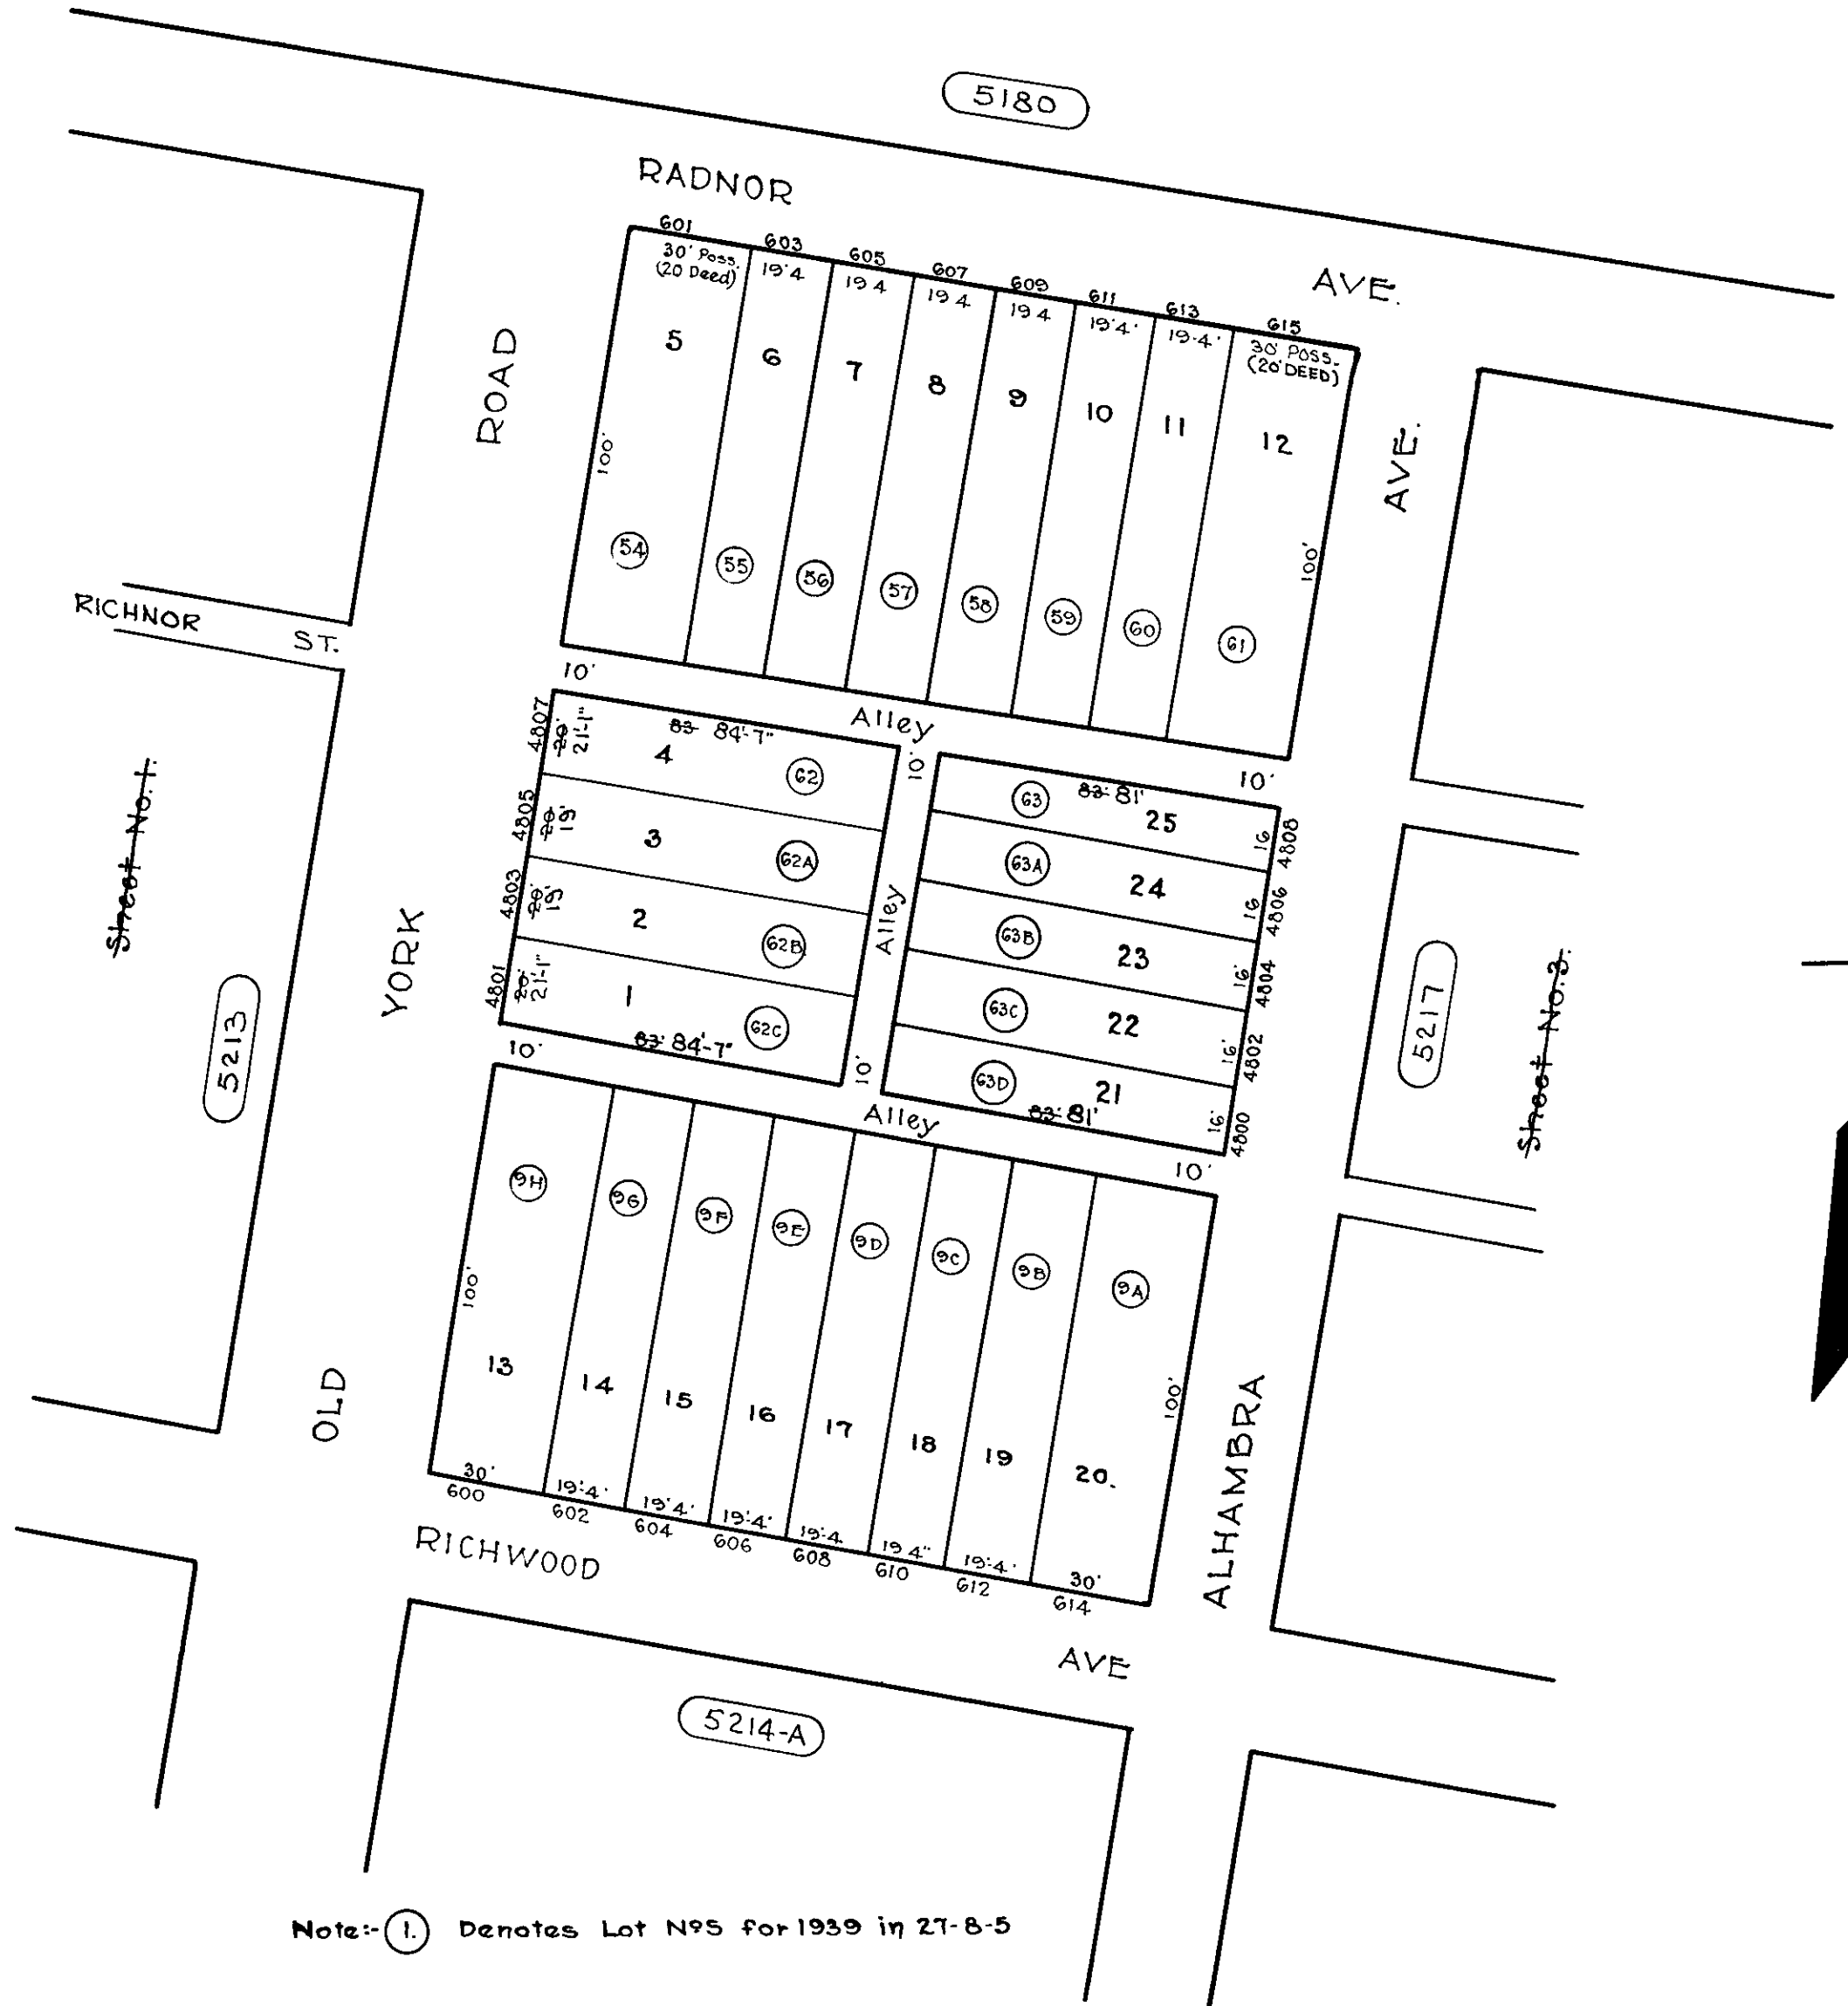 5180
RADNOR AVE.
601 603 605 607 609 611 613 615
30' Poss. (20 Deed)
19'4 19 4 19 4 19 4 19'4' 19-4'
30' POSS. (20' DEED)
5 6 7 8 9 10 11 12
100' 100'
54 55 56 57 58 59 60 61
OLD YORK ROAD
ALHAMBRA AVE.
RICHNOR ST.
10' Alley 10'
4807 20' 21'-1" 4 83 84'-7" 62
4805 20' 19' 3 62A
4803 20' 19' 2 62B
4801 20' 21'-1" 1 62C
83' 84'-7"
10' Alley 10'
63 83' 81' 25 16 4808
63A 24 16' 4806
63B 23 16' 4804
63C 22 16' 4802
63D 21 16' 4800
83' 81'
10' Alley 10'
Sheet No.1.
5213
5217
Sheet No.3.
9H 9G 9F 9E 9D 9C 9B 9A
100' 100'
13 14 15 16 17 18 19 20.
30' 19'4' 19'4' 19'4' 19'4 19 4" 19'4' 30'
600 602 604 606 608 610 612 614
RICHWOOD AVE
5214-A
Note:- 1. Denotes Lot Nos for 1939 in 27-8-5